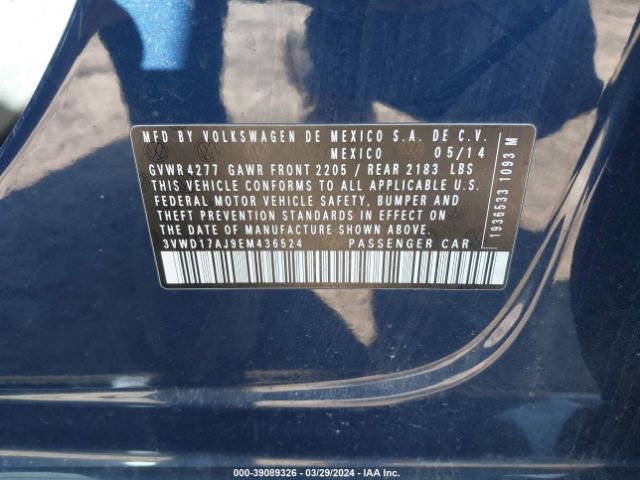 MFD BY VOLKSWAGEN DE MEXICO S.A. DE C.V.
MEXICO 05/14
GVWR 4277 GAWR FRONT 2205 / REAR 2183 LBS
THIS VEHICLE CONFORMS TO ALL APPLICABLE U.S.
FEDERAL MOTOR VEHICLE SAFETY, BUMPER AND
THEFT PREVENTION STANDARDS IN EFFECT ON
THE DATE OF MANUFACTURE SHOWN ABOVE.
3VWD17AJ9EM436524 PASSENGER CAR
1936533 1093 M
© - 39089326 - 03/29/2024 - IAA Inc.